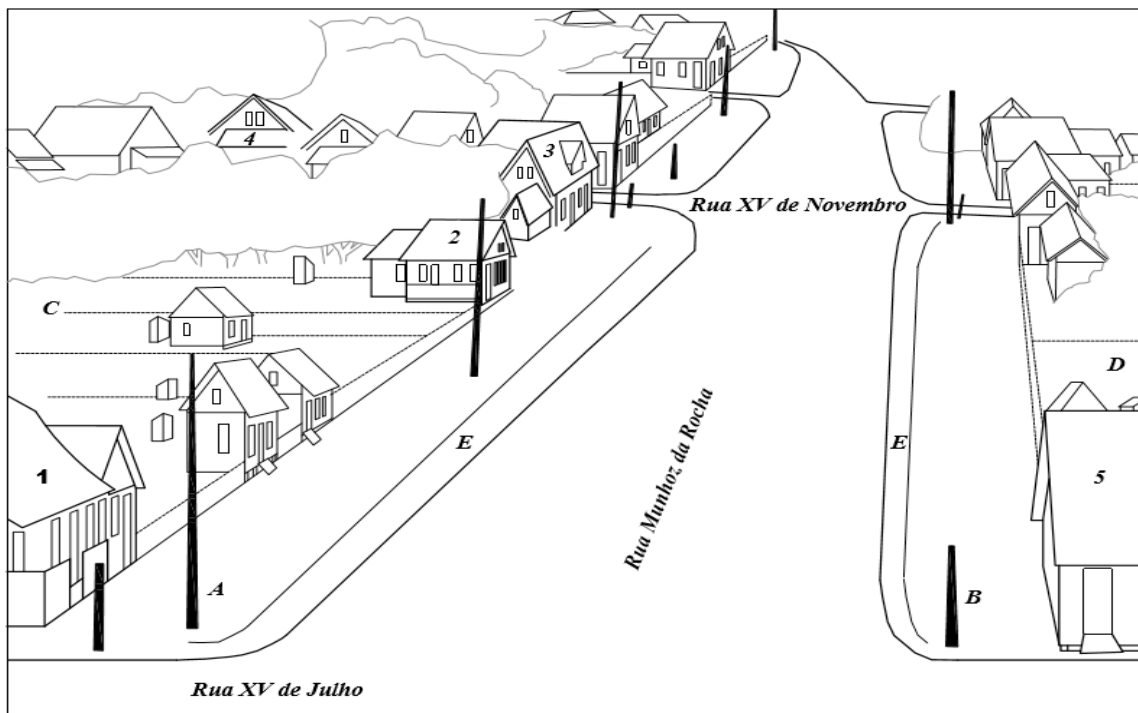 4
3
Rua XV de Novembro
2
C
D
E
E
1
5
Rua Munhoz da Rocha
A
B
Rua XV de Julho